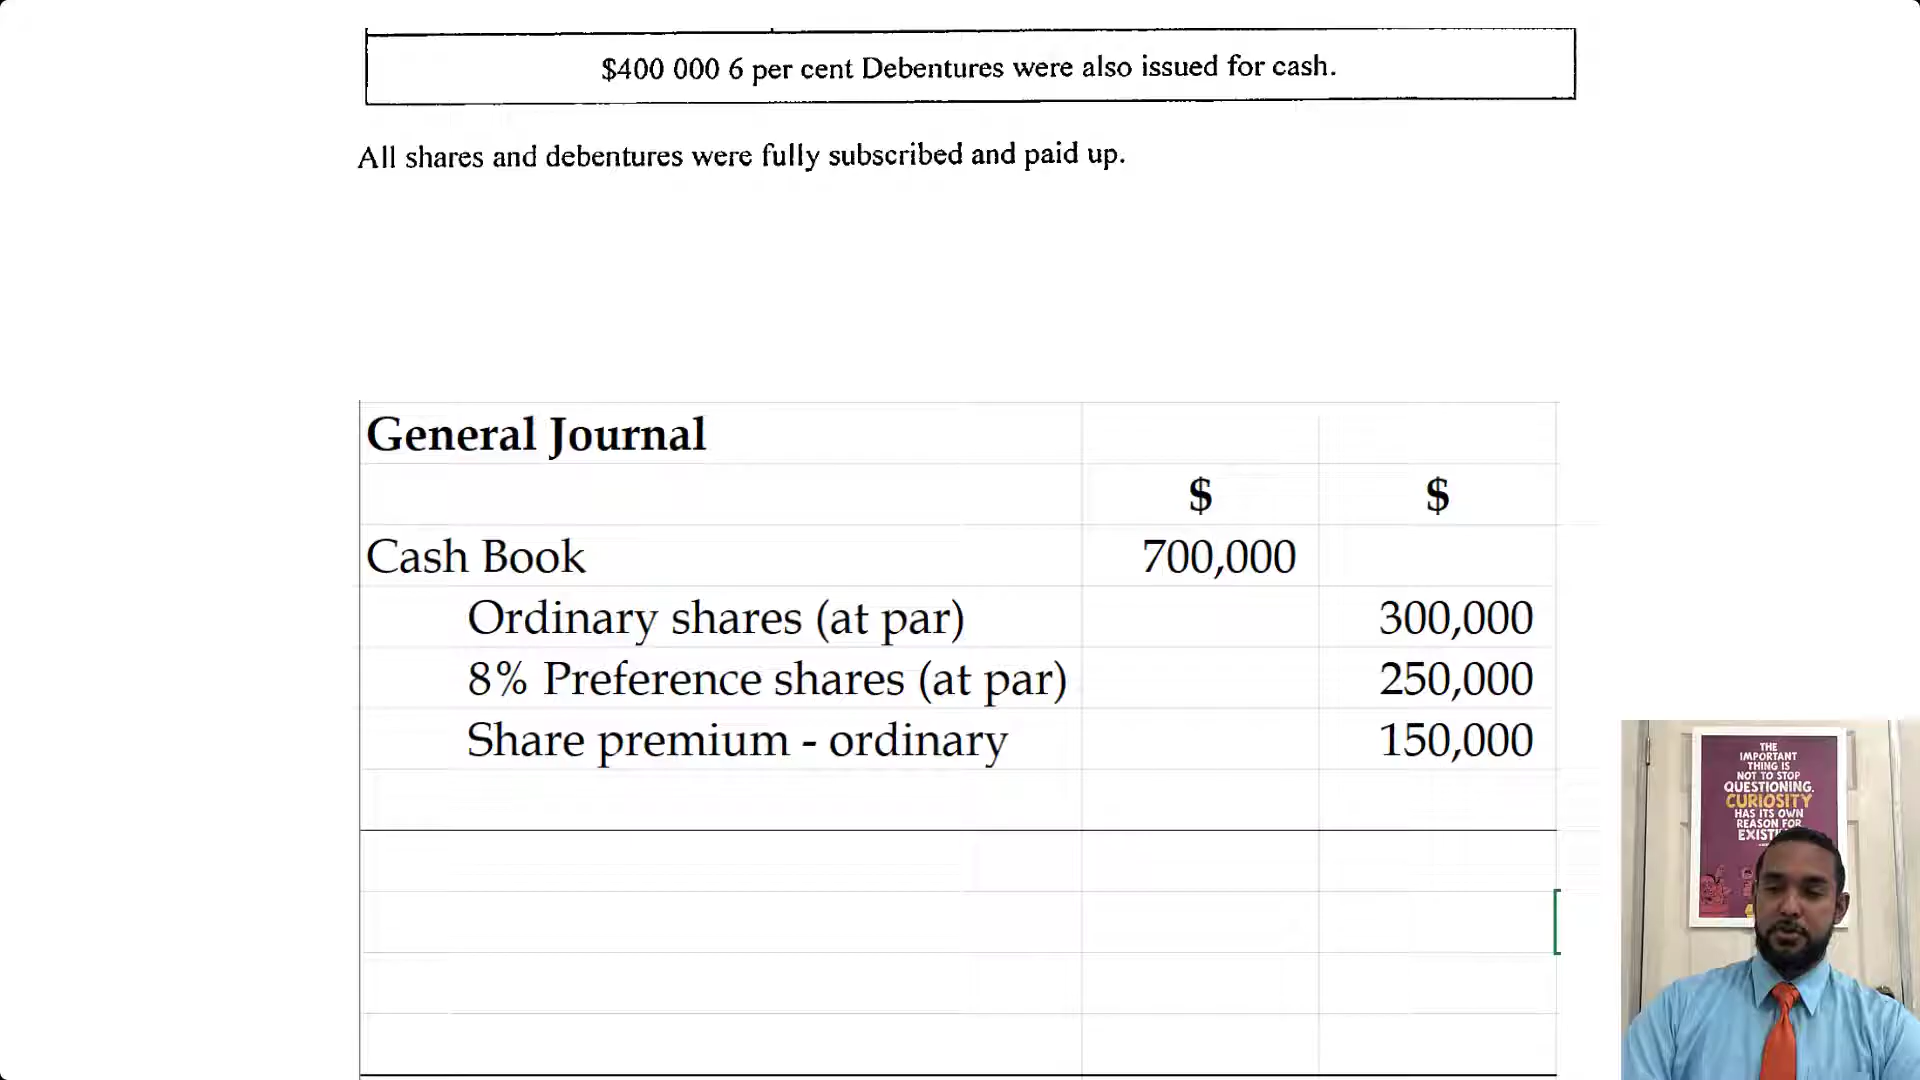 $400 000 6 per cent Debentures were also issued for cash.
All shares and debentures were fully subscribed and paid up.
General Journal
$ $
Cash Book 700,000
Ordinary shares (at par) 300,000
8% Preference shares (at par) 250,000
Share premium - ordinary 150,000
THE
IMPORTANT
THING IS
NOT TO STOP
QUESTIONING.
CURIOSITY
HAS ITS OWN
REASON FOR